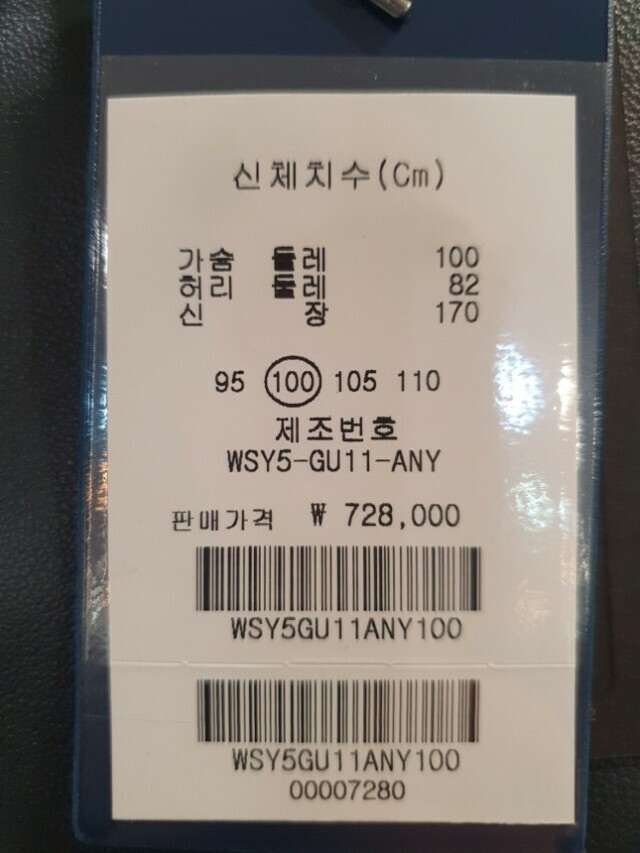 신체치수(Cm)
가슴 둘레 100
허리 둘레 82
신 장 170
95 100 105 110
제조번호
WSY5-GU11-ANY
판매가격 ₩ 728,000
WSY5GU11ANY100
WSY5GU11ANY100
00007280